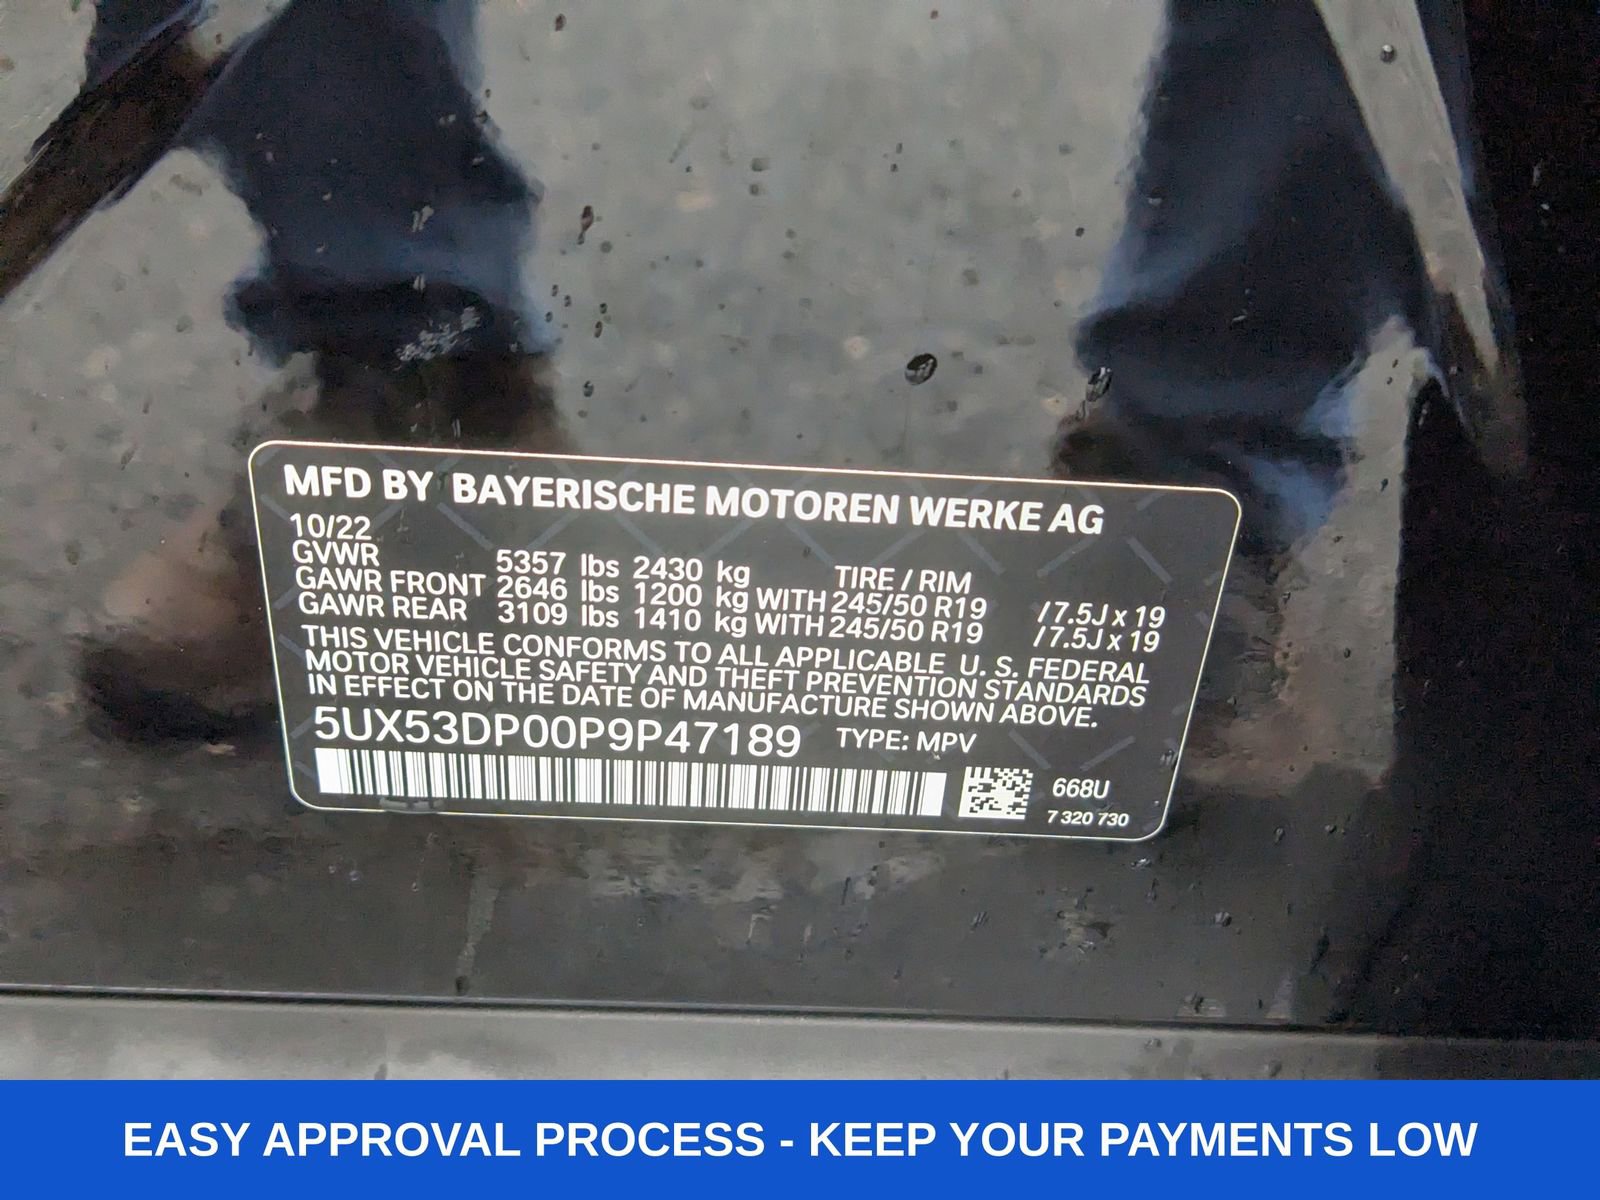 MFD BY BAYERISCHE MOTOREN WERKE AG
10/22
GVWR 5357 lbs 2430 kg TIRE / RIM
GAWR FRONT 2646 lbs 1200 kg WITH 245/50 R19 / 7.5J x 19
GAWR REAR 3109 lbs 1410 kg WITH 245/50 R19 / 7.5J x 19
THIS VEHICLE CONFORMS TO ALL APPLICABLE U. S. FEDERAL
MOTOR VEHICLE SAFETY AND THEFT PREVENTION STANDARDS
IN EFFECT ON THE DATE OF MANUFACTURE SHOWN ABOVE.
5UX53DP00P9P47189 TYPE: MPV
668U
7 320 730
EASY APPROVAL PROCESS - KEEP YOUR PAYMENTS LOW